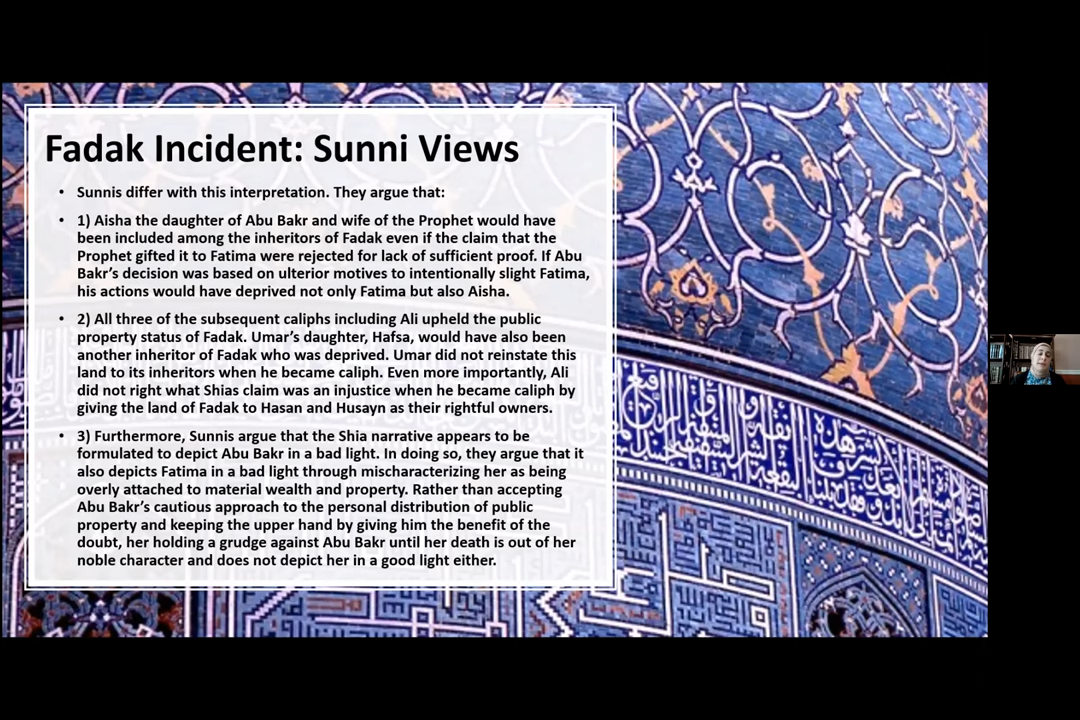 Fadak Incident: Sunni Views
• Sunnis differ with this interpretation. They argue that:
• 1) Aisha the daughter of Abu Bakr and wife of the Prophet would have
been included among the inheritors of Fadak even if the claim that the
Prophet gifted it to Fatima were rejected for lack of sufficient proof. If Abu
Bakr's decision was based on ulterior motives to intentionally slight Fatima,
his actions would have deprived not only Fatima but also Aisha.
• 2) All three of the subsequent caliphs including Ali upheld the public
property status of Fadak. Umar's daughter, Hafsa, would have also been
another inheritor of Fadak who was deprived. Umar did not reinstate this
land to its inheritors when he became caliph. Even more importantly, Ali
did not right what Shias claim was an injustice when he became caliph by
giving the land of Fadak to Hasan and Husayn as their rightful owners.
• 3) Furthermore, Sunnis argue that the Shia narrative appears to be
formulated to depict Abu Bakr in a bad light. In doing so, they argue that it
also depicts Fatima in a bad light through mischaracterizing her as being
overly attached to material wealth and property. Rather than accepting
Abu Bakr's cautious approach to the personal distribution of public
property and keeping the upper hand by giving him the benefit of the
doubt, her holding a grudge against Abu Bakr until her death is out of her
noble character and does not depict her in a good light either.